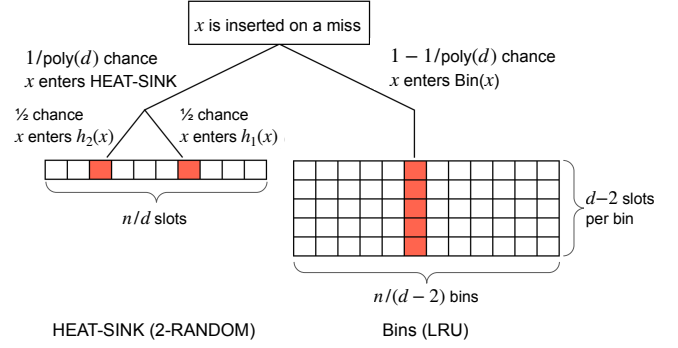 x is inserted on a miss
1/poly(d) chance
x enters HEAT-SINK
1 − 1/poly(d) chance
x enters Bin(x)
½ chance
x enters h₂(x)
½ chance
x enters h₁(x)
n/d slots
d−2 slots
per bin
n/(d − 2) bins
HEAT-SINK (2-RANDOM)
Bins (LRU)